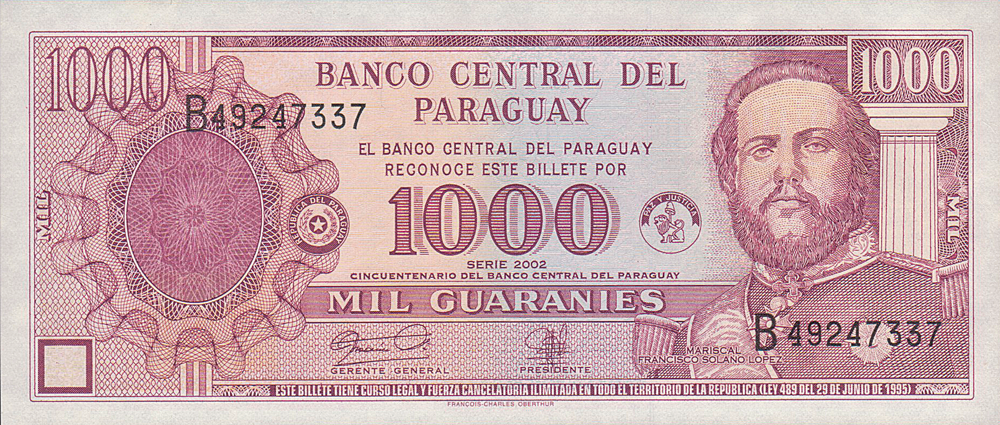 1000
1000
BANCO CENTRAL DEL
PARAGUAY
B49247337
EL BANCO CENTRAL DEL PARAGUAY
RECONOCE ESTE BILLETE POR
1000
MIL
MIL
REPUBLICA DEL PARAGUAY
PAZ Y JUSTICIA
SERIE 2002
CINCUENTENARIO DEL BANCO CENTRAL DEL PARAGUAY
MIL GUARANIES
B49247337
MARISCAL
FRANCISCO SOLANO LOPEZ
GERENTE GENERAL
PRESIDENTE
ESTE BILLETE TIENE CURSO LEGAL Y FUERZA CANCELATORIA ILIMITADA EN TODO EL TERRITORIO DE LA REPUBLICA (LEY 489 DEL 29 DE JUNIO DE 1995)
FRANCOIS-CHARLES OBERTHUR